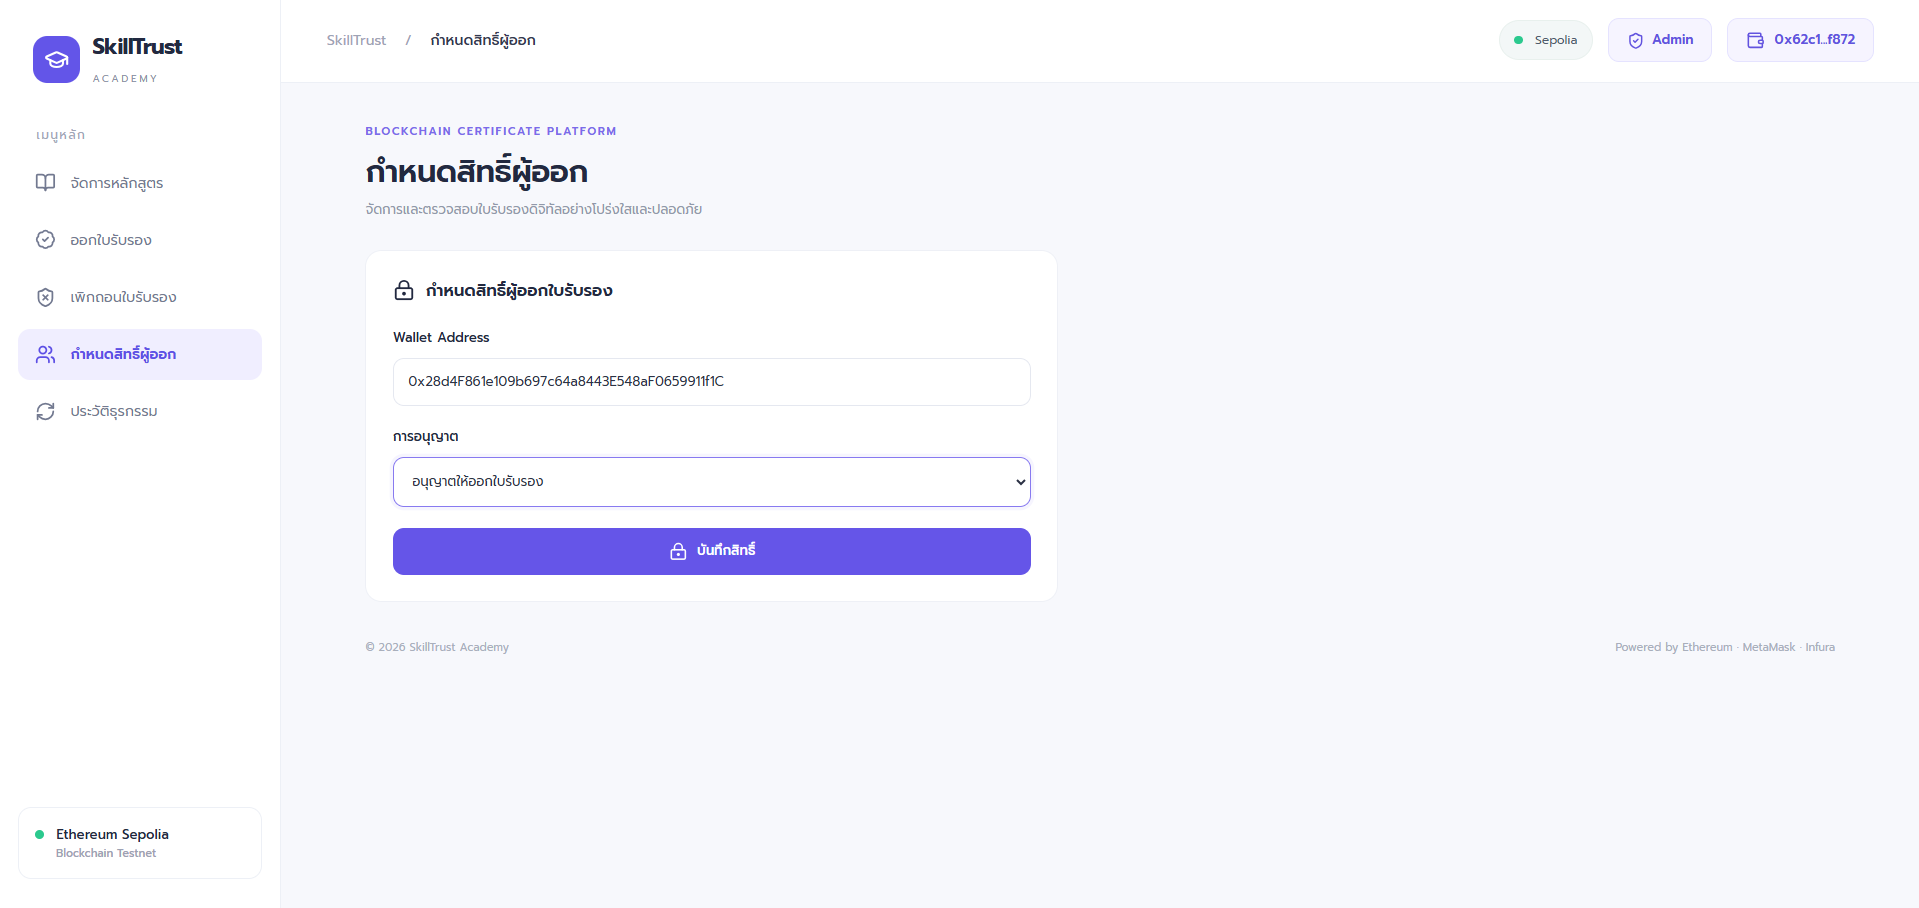 SkillTrust
ACADEMY
เมนูหลัก
จัดการหลักสูตร
ออกใบรับรอง
เพิกถอนใบรับรอง
กำหนดสิทธิ์ผู้ออก
ประวัติธุรกรรม
Ethereum Sepolia
Blockchain Testnet
SkillTrust / กำหนดสิทธิ์ผู้ออก
Sepolia
Admin
0x62c1...f872
BLOCKCHAIN CERTIFICATE PLATFORM
กำหนดสิทธิ์ผู้ออก
จัดการและตรวจสอบใบรับรองดิจิทัลอย่างโปร่งใสและปลอดภัย
กำหนดสิทธิ์ผู้ออกใบรับรอง
Wallet Address
0x28d4F861e109b697c64a8443E548aF0659911f1C
การอนุญาต
อนุญาตให้ออกใบรับรอง
บันทึกสิทธิ์
© 2026 SkillTrust Academy
Powered by Ethereum · MetaMask · Infura